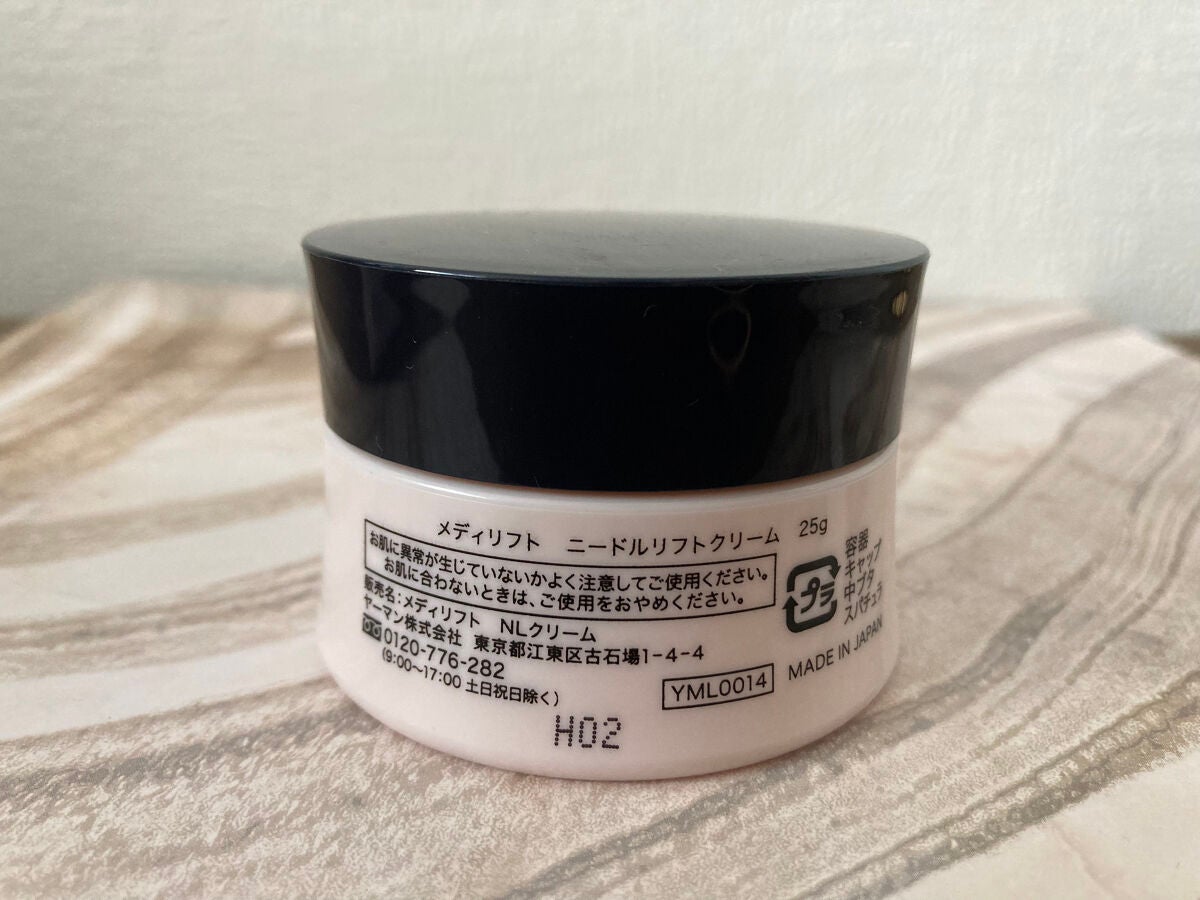 メディリフト ニードルリフトクリーム 25g
お肌に異常が生じていないかよく注意してご使用ください。
お肌に合わないときは、ご使用をおやめください。
販売名:メディリフト NLクリーム
ヤーマン株式会社 東京都江東区古石場1-4-4
0120-776-282
(9:00〜17:00 土日祝日除く)
YML0014
H02
プラ
容器
キャップ
中ブタ
スパチュラ
MADE IN JAPAN